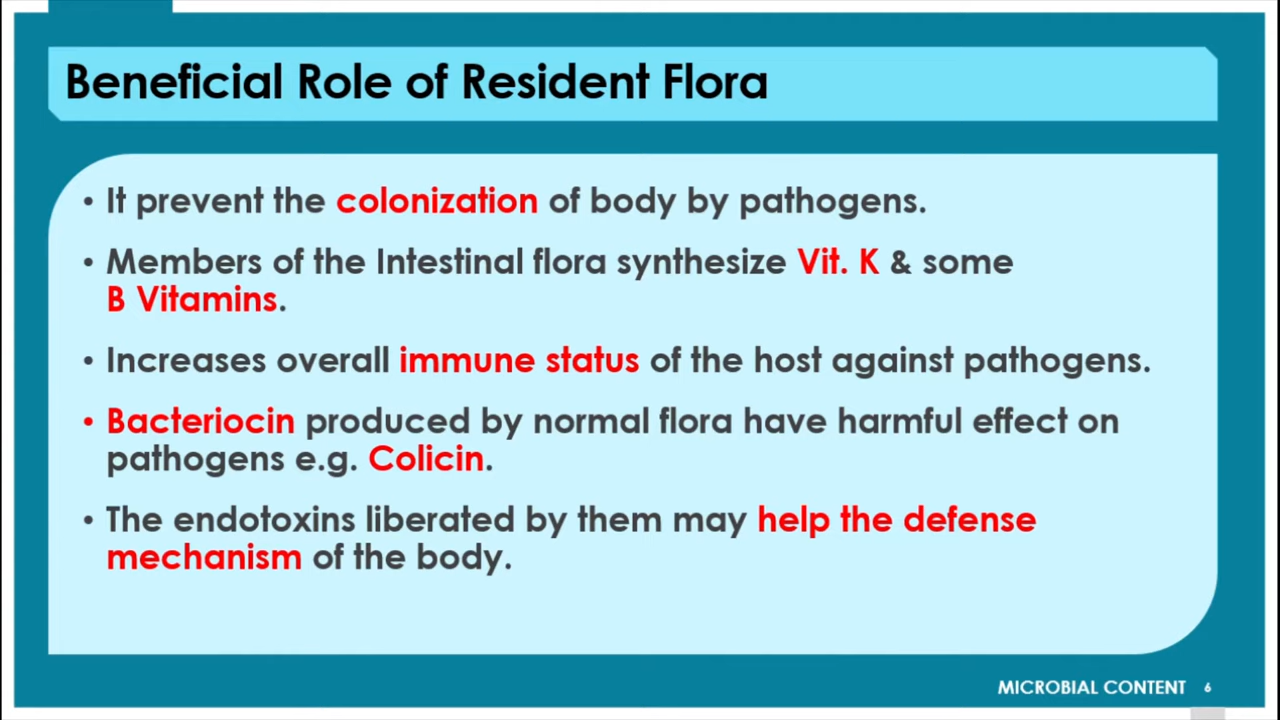 Beneficial Role of Resident Flora
• It prevent the colonization of body by pathogens.
• Members of the Intestinal flora synthesize Vit. K & some
B Vitamins.
• Increases overall immune status of the host against pathogens.
• Bacteriocin produced by normal flora have harmful effect on
pathogens e.g. Colicin.
• The endotoxins liberated by them may help the defense
mechanism of the body.
MICROBIAL CONTENT 6